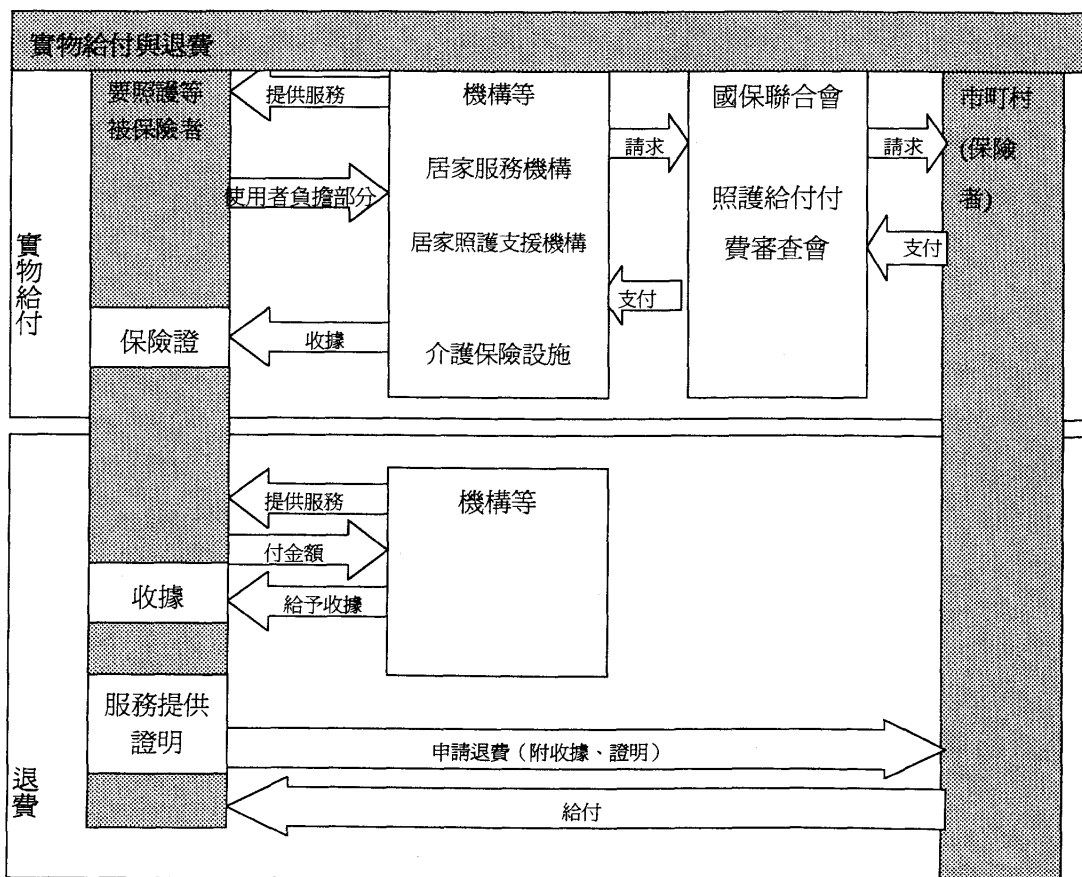 實物給付與退費
實物給付
要照護等
被保險者
提供服務
使用者負擔部分
保險證
收據
機構等
居家服務機構
居家照護支援機構
介護保險設施
請求
支付
國保聯合會
照護給付付
費審查會
請求
支付
市町村
(保險
者)
退費
提供服務
付金額
收據
給予收據
機構等
服務提供
證明
申請退費（附收據、證明）
給付